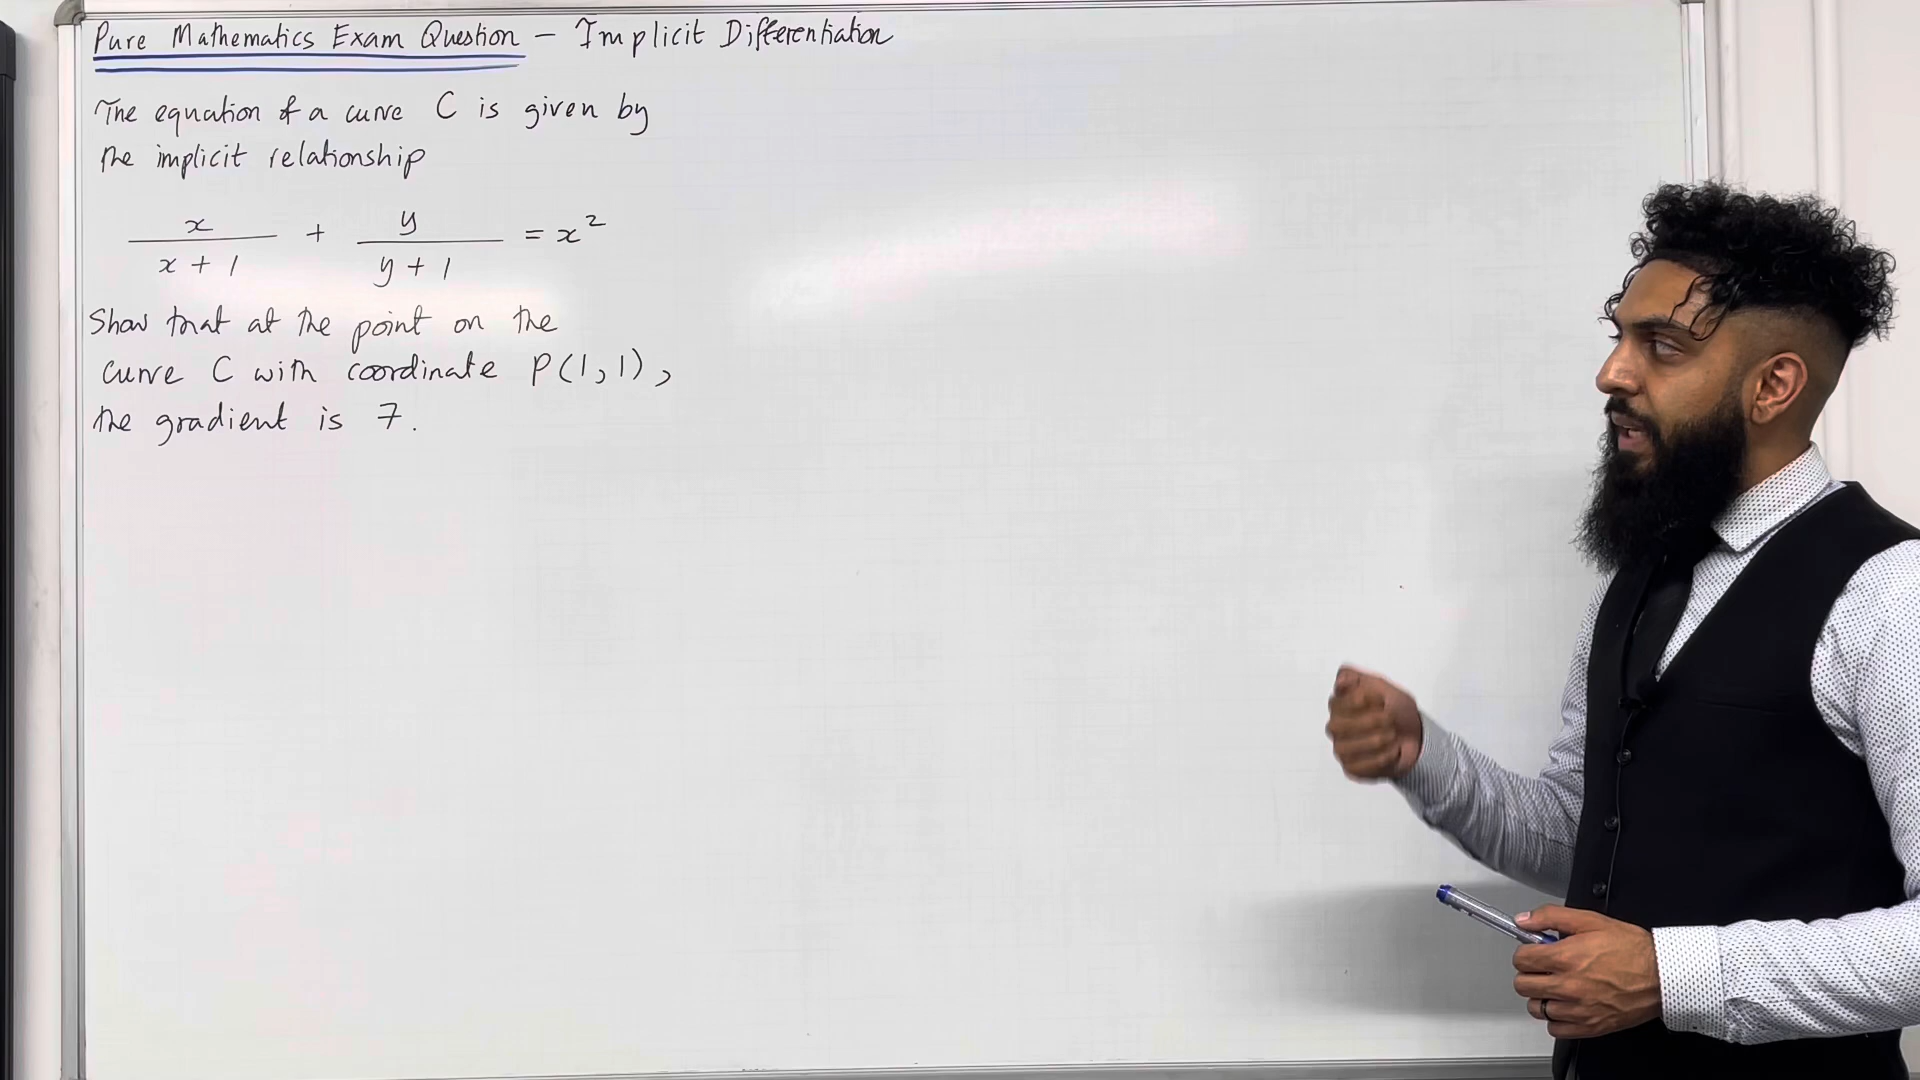 Pure Mathematics Exam Question – Implicit Differentiation
The equation of a curve C is given by
the implicit relationship
x/(x + 1) + y/(y + 1) = x²
Show that at the point on the
curve C with coordinate P(1,1),
the gradient is 7.